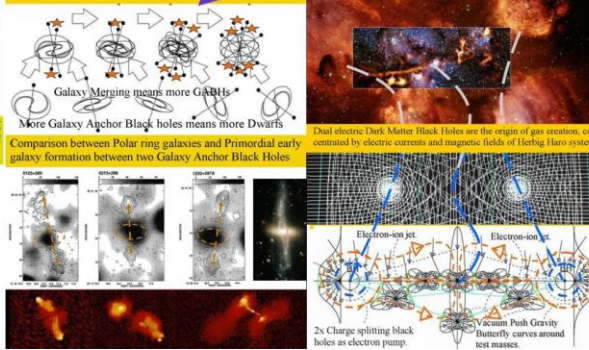 Galaxy Merging means more GABHs
More Galaxy Anchor Black holes means more Dwarfs
Comparison between Polar ring galaxies and Primordial early
galaxy formation between two Galaxy Anchor Black Holes
Dual electric Dark Matter Black Holes are the origin of gas creation, co
centrated by electric currents and magnetic fields of Herbig Haro system
Electron-ion jet.
Electron-ion jet.
2x Charge splitting black
holes as electron pump.
Vacuum Push Gravity
Butterfly curves around
test masses.